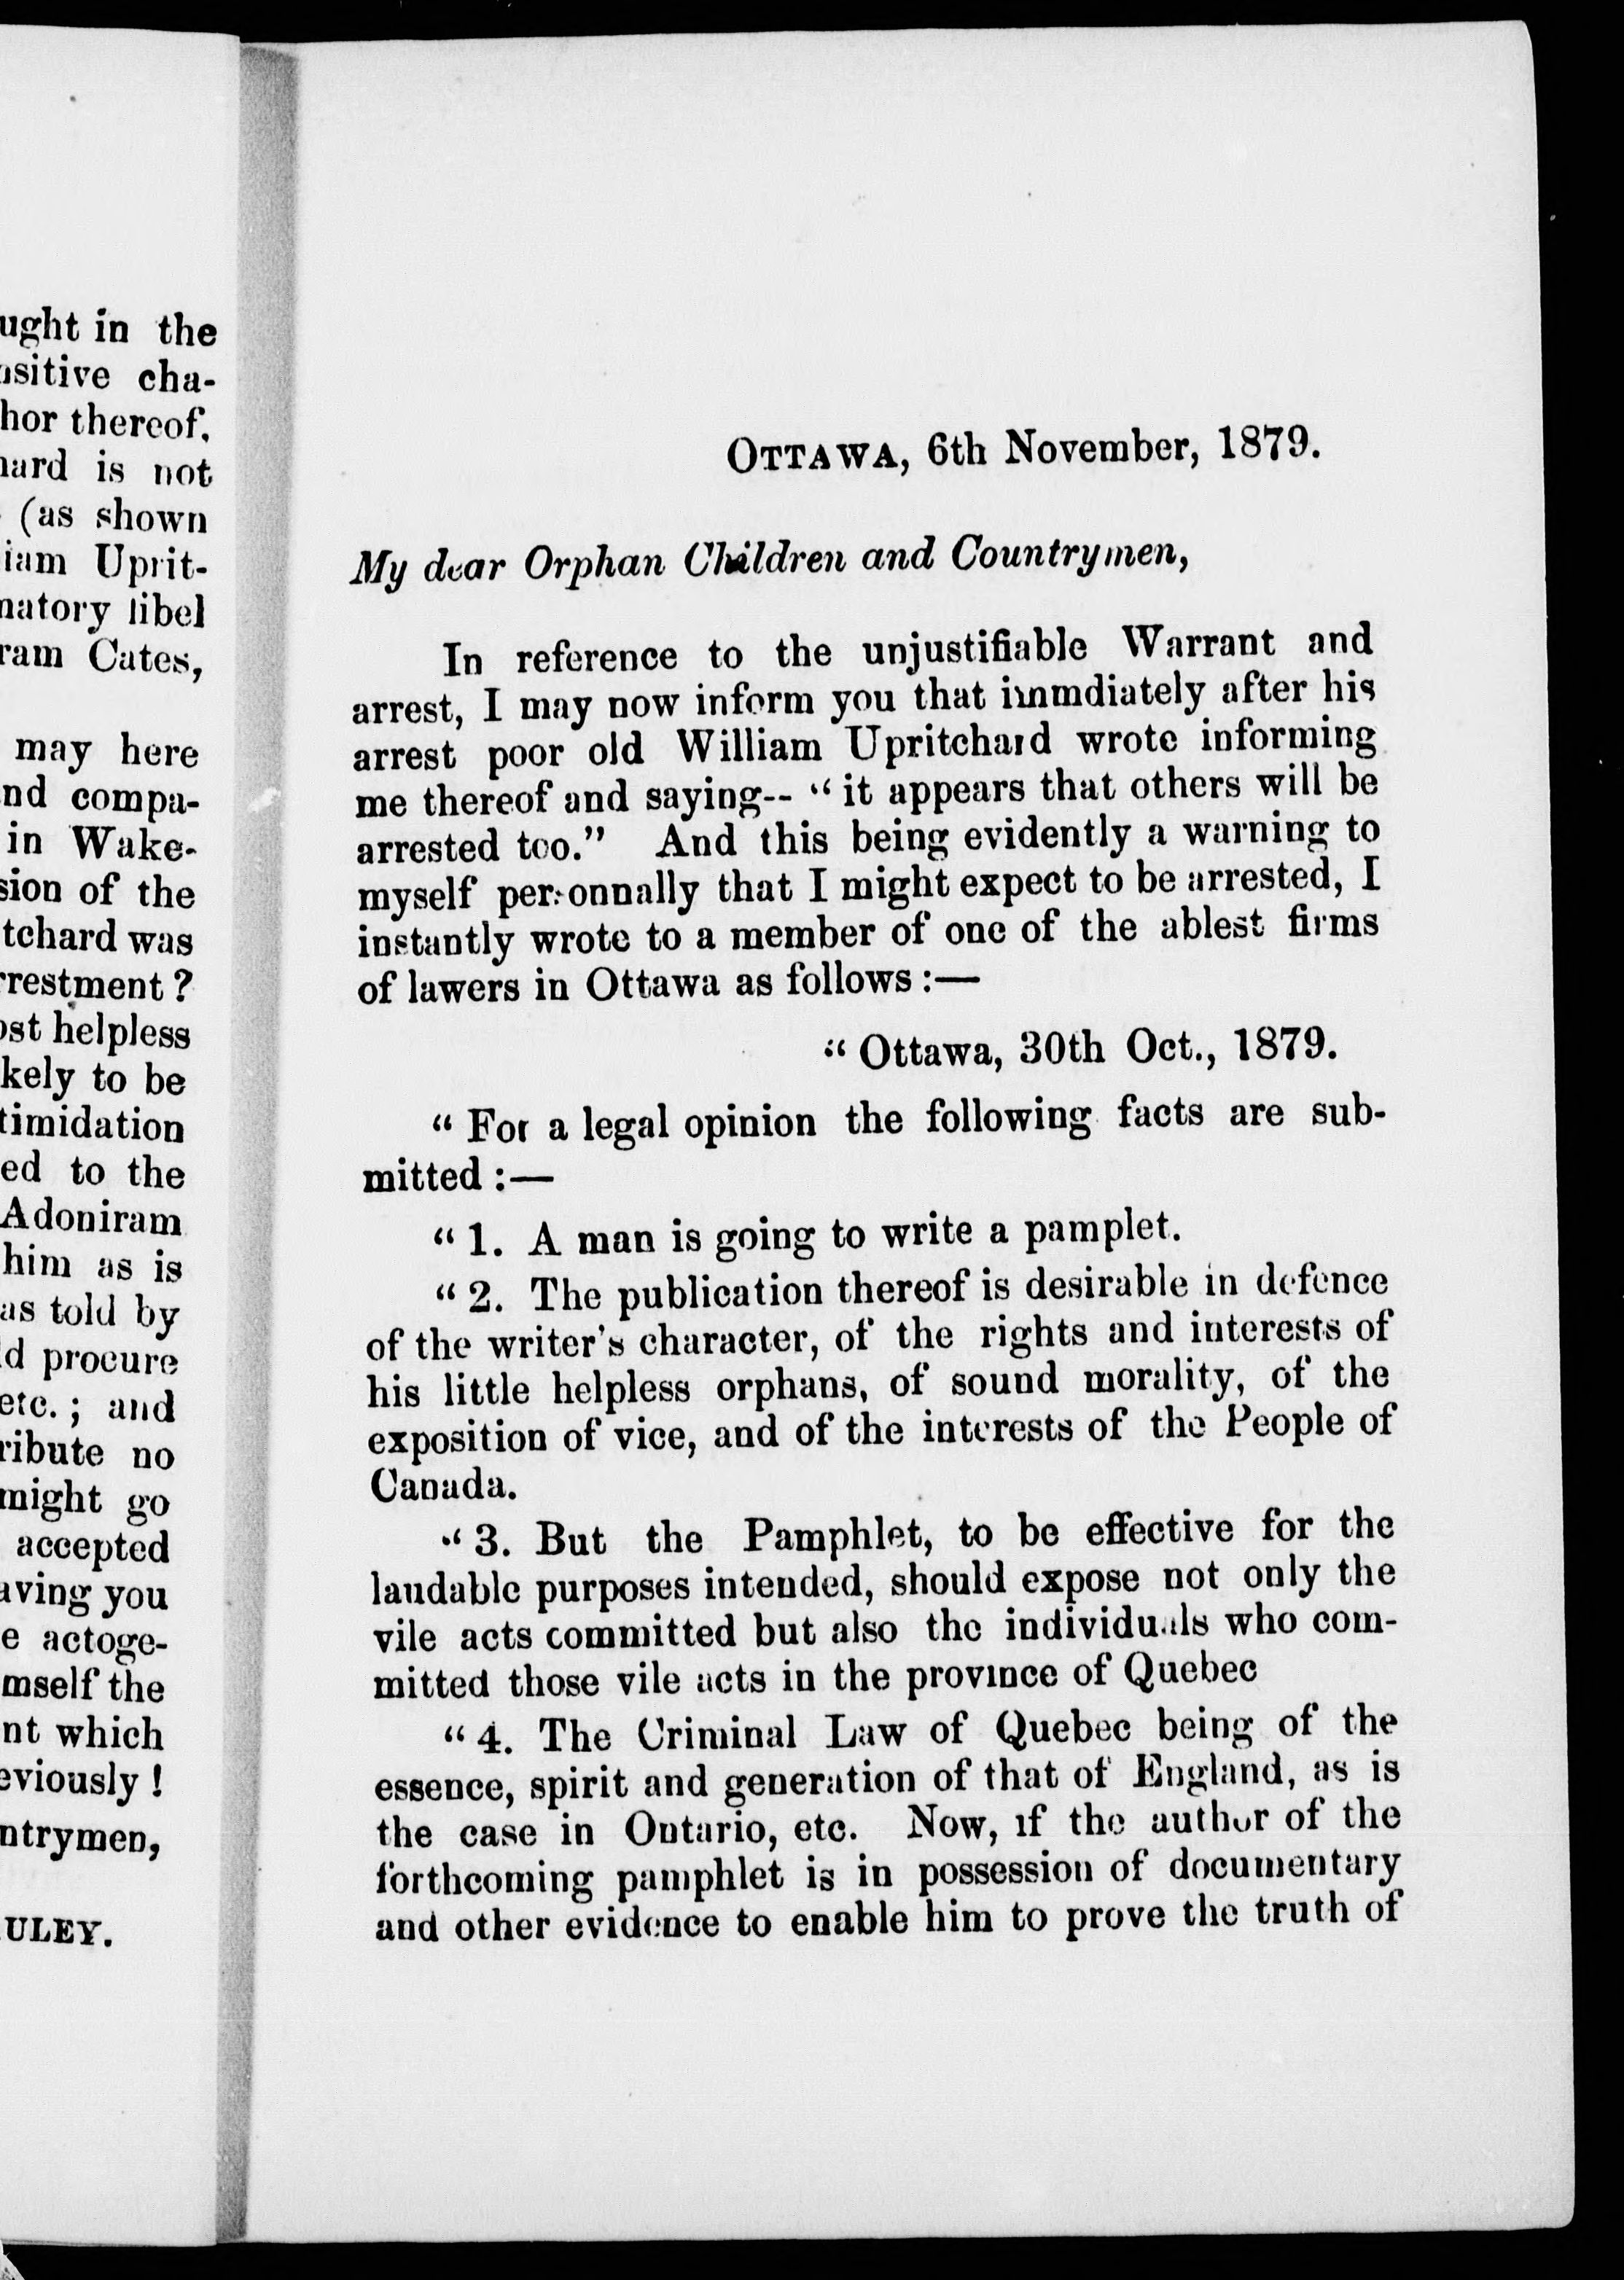 ught in the
sitive cha-
hor thereof.
ard is not
(as shown
iam Uprit-
atory libel
ram Cates,
may here
nd compa-
in Wake-
sion of the
tchard was
restment ?
ost helpless
kely to be
timidation
ed to the
Adoniram
him as is
as told by
d procure
etc. ; and
ribute no
might go
accepted
aving you
e actoge-
mself the
nt which
eviously !
ntrymen,
ULEY.
OTTAWA, 6th November, 1879.
My dear Orphan Children and Countrymen,
In reference to the unjustifiable Warrant and
arrest, I may now inform you that immdiately after his
arrest poor old William Upritchard wrote informing
me thereof and saying-- “ it appears that others will be
arrested too.” And this being evidently a warning to
myself personnally that I might expect to be arrested, I
instantly wrote to a member of one of the ablest firms
of lawers in Ottawa as follows :—
“ Ottawa, 30th Oct., 1879.
“ For a legal opinion the following facts are sub-
mitted :—
“ 1. A man is going to write a pamplet.
“ 2. The publication thereof is desirable in defence
of the writer’s character, of the rights and interests of
his little helpless orphans, of sound morality, of the
exposition of vice, and of the interests of the People of
Canada.
“ 3. But the Pamphlet, to be effective for the
laudable purposes intended, should expose not only the
vile acts committed but also the individuals who com-
mitted those vile acts in the province of Quebec
“ 4. The Criminal Law of Quebec being of the
essence, spirit and generation of that of England, as is
the case in Ontario, etc. Now, if the author of the
forthcoming pamphlet is in possession of documentary
and other evidence to enable him to prove the truth of